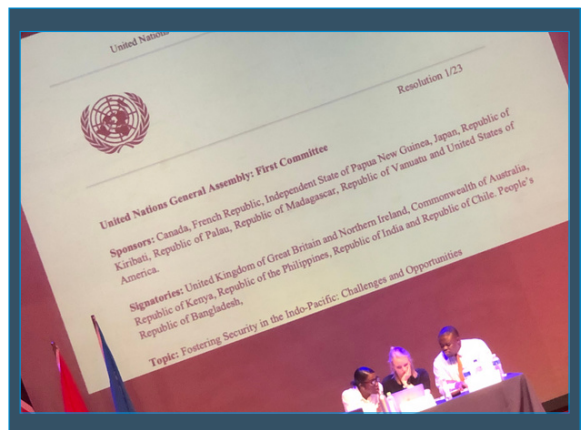 United Nations
Resolution 1/23
United Nations General Assembly: First Committee
Sponsors: Canada, French Republic, Independent State of Papua New Guinea, Japan, Republic of
Kiribati, Republic of Palau, Republic of Madagascar, Republic of Vanuatu and United States of
America.
Signatories: United Kingdom of Great Britain and Northern Ireland, Commonwealth of Australia,
Republic of Kenya, Republic of the Philippines, Republic of India and Republic of Chile. People's
Republic of Bangladesh,
Topic: Fostering Security in the Indo-Pacific: Challenges and Opportunities